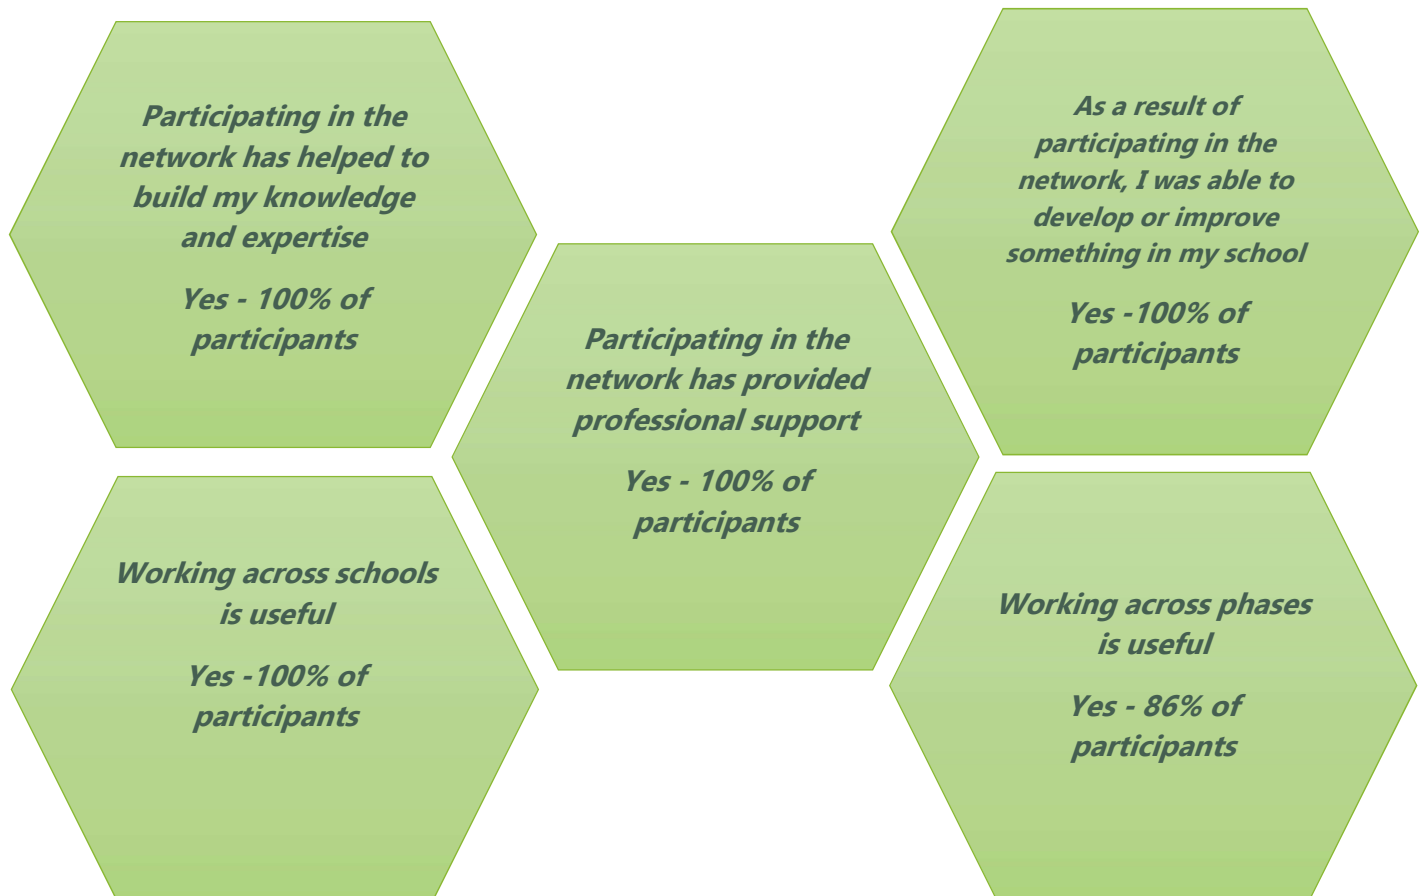 Participating in the
network has helped to
build my knowledge
and expertise
Yes - 100% of
participants
As a result of
participating in the
network, I was able to
develop or improve
something in my school
Yes -100% of
participants
Participating in the
network has provided
professional support
Yes - 100% of
participants
Working across schools
is useful
Yes -100% of
participants
Working across phases
is useful
Yes - 86% of
participants